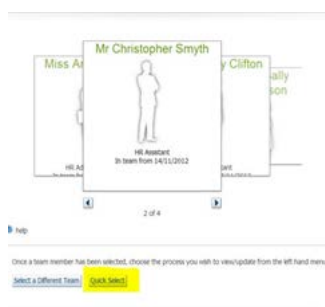 Mr Christopher Smyth
Miss A
y Clifton
ally
son
HR Assistant
In team from 14/11/2012
HR Ad
tant
2 of 4
help
Once a team member has been selected, choose the process you wish to view/update from the left hand menu
Select a Different Team
Quick Select